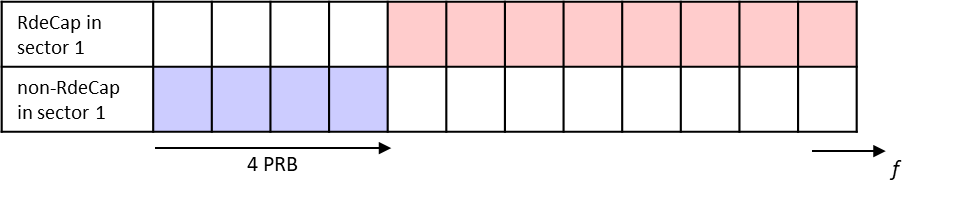 RdeCap in
sector 1
non-RdeCap
in sector 1
4 PRB
f